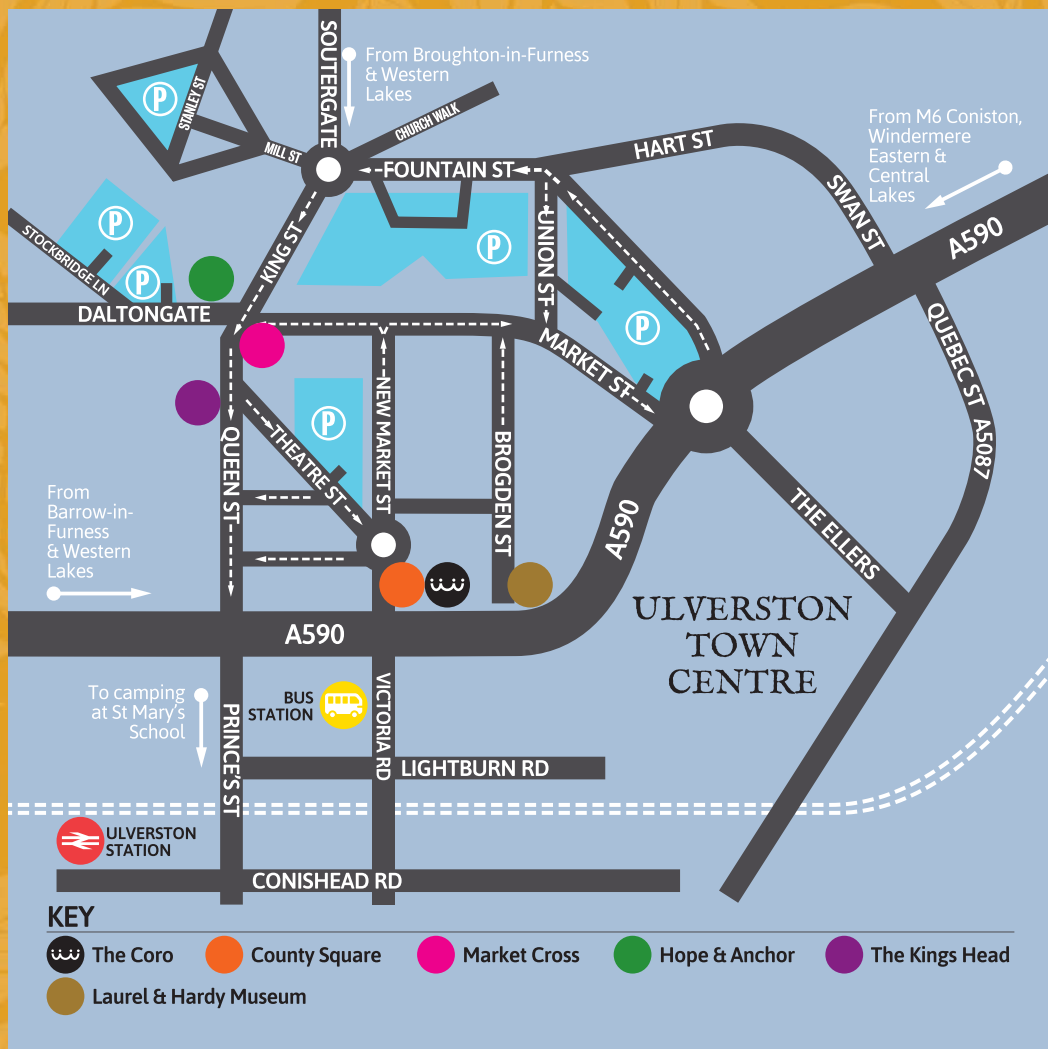 SOUTERGATE
From Broughton-in-Furness
& Western
Lakes
STANLEY ST
CHURCH WALK
MILL ST
FOUNTAIN ST
HART ST
From M6 Coniston,
Windermere
Eastern &
Central
Lakes
SWAN ST
A590
P
P
P
P
P
P
STOCKBRIDGE LN
KING ST
UNION ST
DALTONGATE
MARKET ST
QUEBEC ST A5087
NEW MARKET ST
THEATRE ST
QUEEN ST
BROGDEN ST
From
Barrow-in-
Furness
& Western
Lakes
A590
THE ELLERS
A590
ULVERSTON
TOWN
CENTRE
To camping
at St Mary's
School
BUS
STATION
VICTORIA RD
PRINCE'S ST
LIGHTBURN RD
ULVERSTON
STATION
CONISHEAD RD
KEY
The Coro
County Square
Market Cross
Hope & Anchor
The Kings Head
Laurel & Hardy Museum